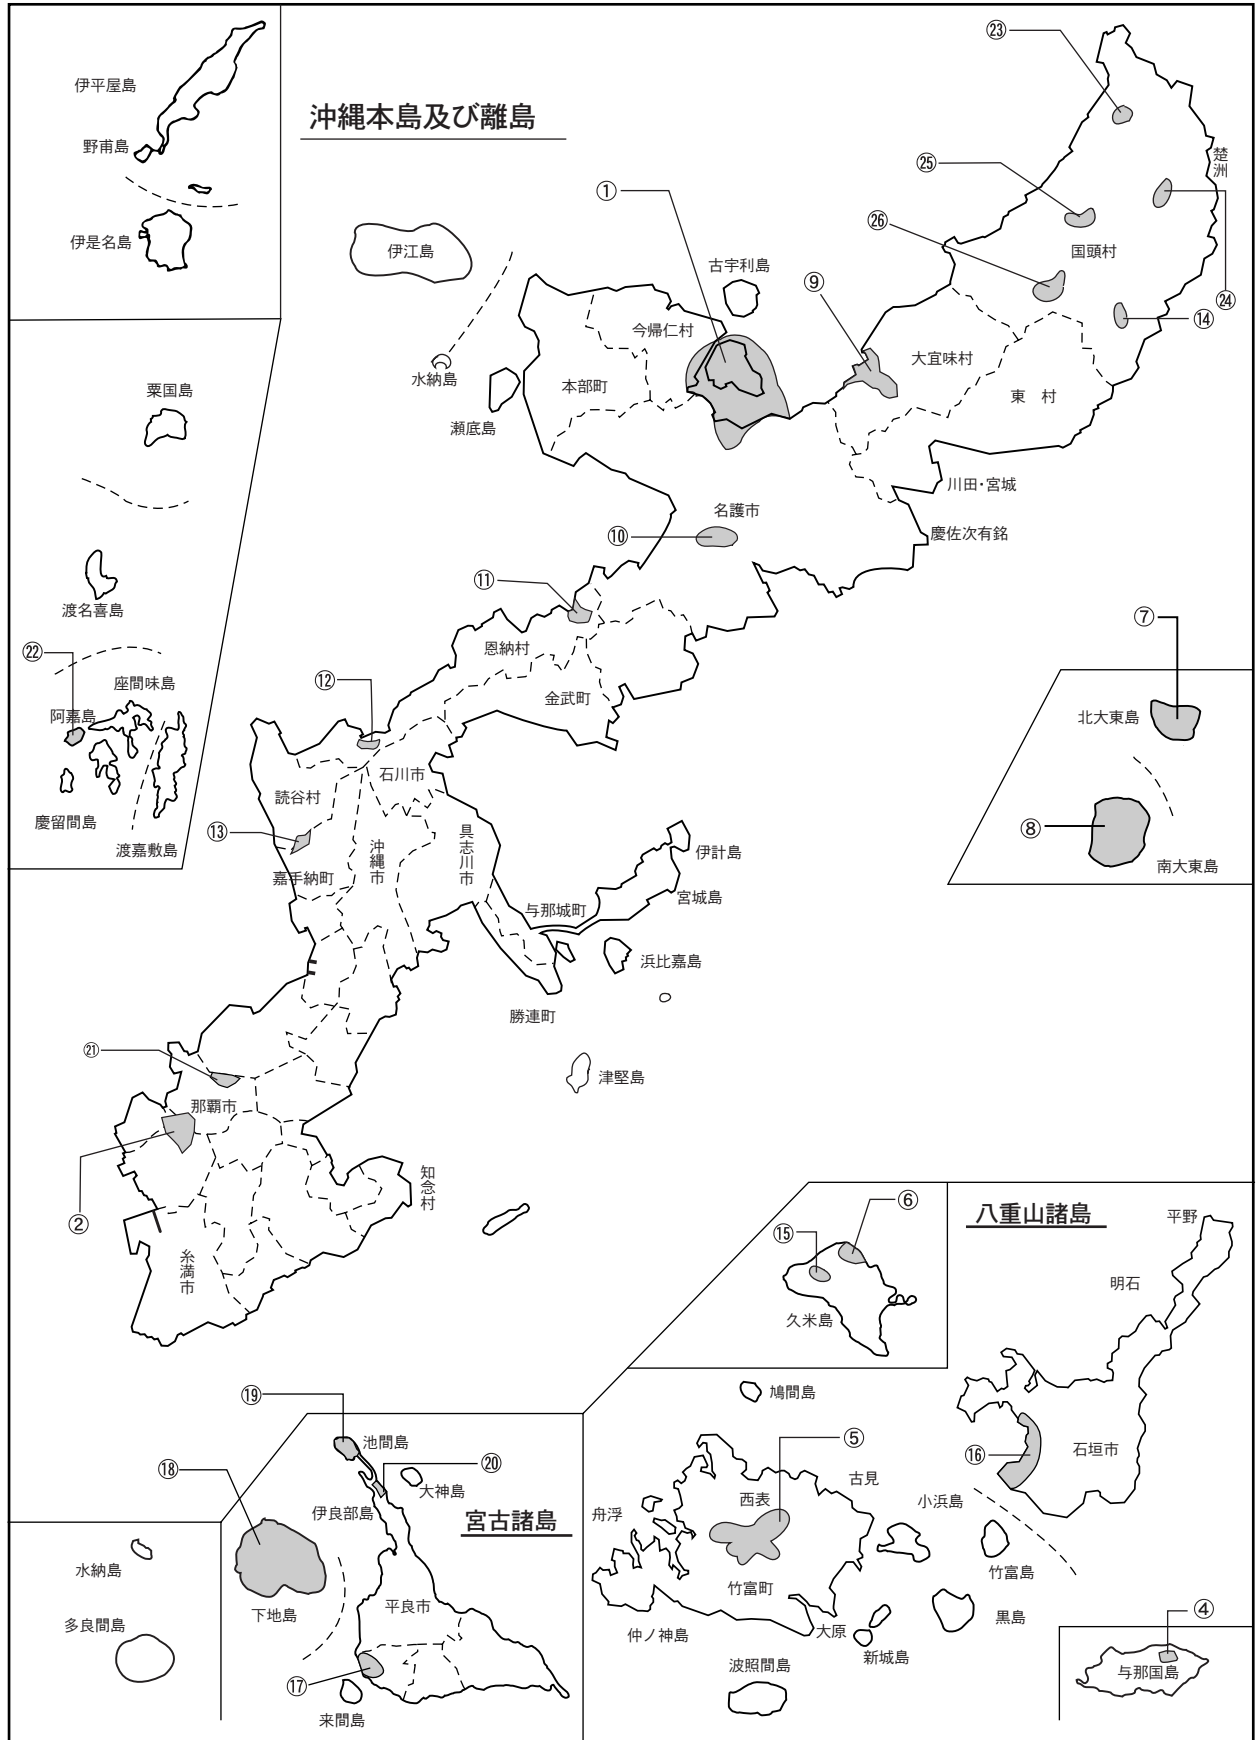 伊平屋島
野甫島
伊是名島
沖縄本島及び離島
㉓
楚洲
㉕
①
㉖
国頭村
伊江島
古宇利島
⑨
㉔
⑭
今帰仁村
大宜味村
水納島
本部町
東　村
瀬底島
川田・宮城
名護市
慶佐次有銘
⑩
粟国島
渡名喜島
㉒
座間味島
阿嘉島
慶留間島
渡嘉敷島
⑪
恩納村
⑫
金武町
石川市
読谷村
⑬
沖縄市
具志川市
嘉手納町
伊計島
宮城島
与那城町
浜比嘉島
勝連町
津堅島
⑦
北大東島
⑧
南大東島
㉑
那覇市
②
知念村
糸満市
⑮
⑥
久米島
八重山諸島
平野
明石
石垣市
⑯
鳩間島
⑤
古見
西表
舟浮
小浜島
竹富町
竹富島
仲ノ神島
大原
黒島
新城島
波照間島
④
与那国島
⑲
池間島
⑱
⑳
大神島
伊良部島
宮古諸島
下地島
平良市
⑰
来間島
水納島
多良間島